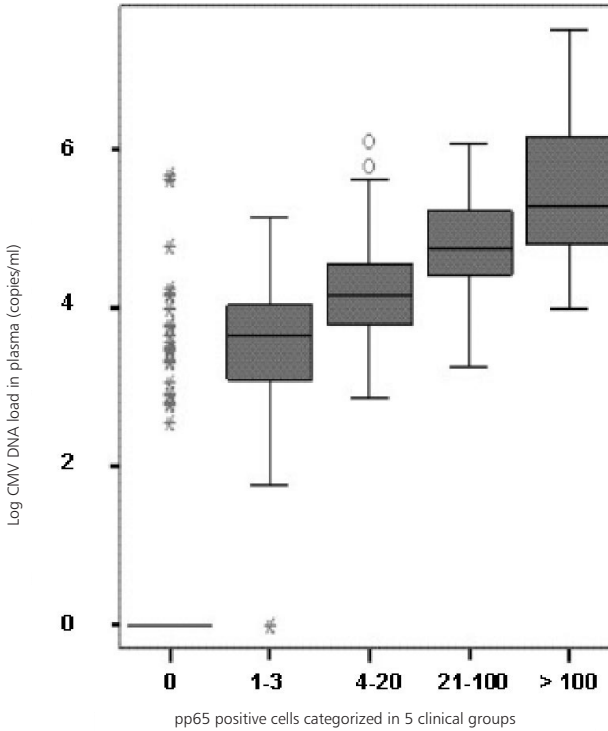 Log CMV DNA load in plasma (copies/ml)
6
4
2
0
0 1-3 4-20 21-100 > 100
pp65 positive cells categorized in 5 clinical groups